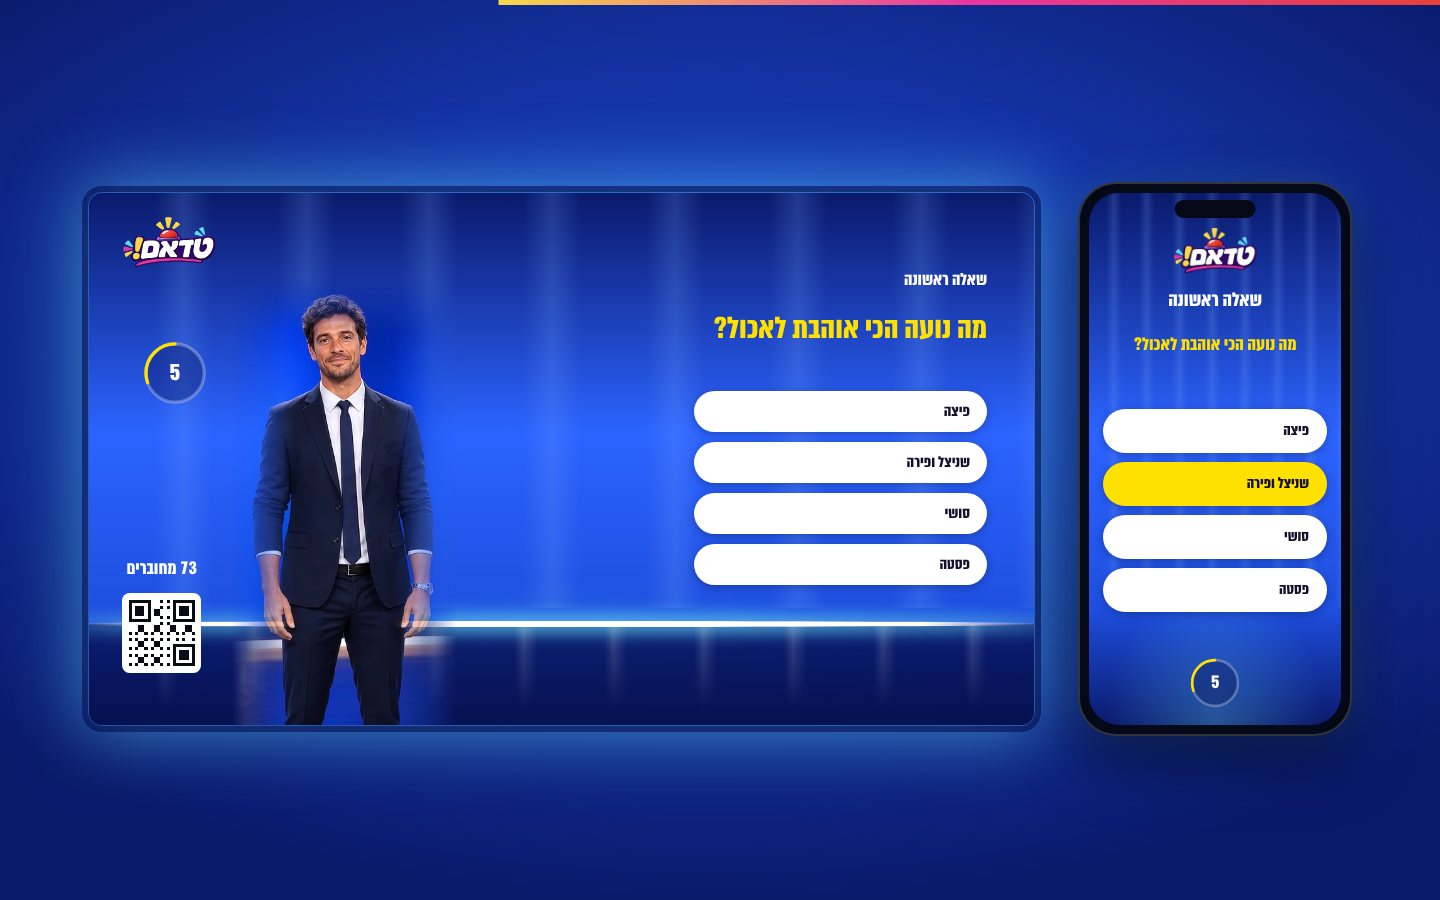 טדאם!
שאלה ראשונה
מה נועה הכי אוהבת לאכול?
פיצה
שניצל ופירה
סושי
פסטה
5
73 מחוברים
טדאם!
שאלה ראשונה
מה נועה הכי אוהבת לאכול?
פיצה
שניצל ופירה
סושי
פסטה
5